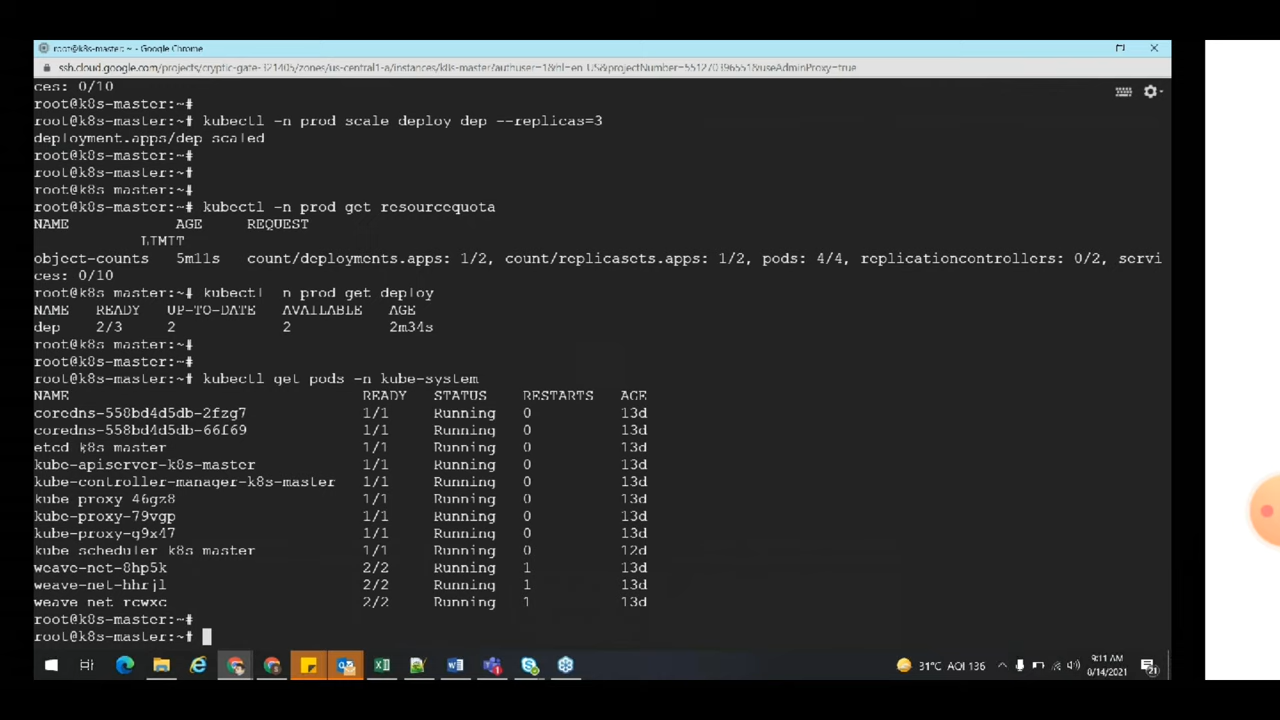 root@k8s-master: ~ - Google Chrome
ssh.cloud.google.com/projects/cryptic-gate-321405/zones/us-central1-a/instances/k8s-master?authuser=1&hl=en_US&projectNumber=551270396551&useAdminProxy=true
ces: 0/10
root@k8s-master:~#
root@k8s-master:~# kubectl -n prod scale deploy dep --replicas=3
deployment.apps/dep scaled
root@k8s-master:~#
root@k8s-master:~#
root@k8s-master:~#
root@k8s-master:~# kubectl -n prod get resourcequota
NAME AGE REQUEST
LIMIT
object-counts 5m11s count/deployments.apps: 1/2, count/replicasets.apps: 1/2, pods: 4/4, replicationcontrollers: 0/2, servi
ces: 0/10
root@k8s-master:~# kubectl -n prod get deploy
NAME READY UP-TO-DATE AVAILABLE AGE
dep 2/3 2 2 2m34s
root@k8s-master:~#
root@k8s-master:~#
root@k8s-master:~# kubectl get pods -n kube-system
NAME READY STATUS RESTARTS AGE
coredns-558bd4d5db-2fzg7 1/1 Running 0 13d
coredns-558bd4d5db-66f69 1/1 Running 0 13d
etcd-k8s-master 1/1 Running 0 13d
kube-apiserver-k8s-master 1/1 Running 0 13d
kube-controller-manager-k8s-master 1/1 Running 0 13d
kube-proxy-46gz8 1/1 Running 0 13d
kube-proxy-79vgp 1/1 Running 0 13d
kube-proxy-q9x47 1/1 Running 0 13d
kube-scheduler-k8s-master 1/1 Running 0 12d
weave-net-8hp5k 2/2 Running 1 13d
weave-net-hhrjl 2/2 Running 1 13d
weave-net-rcwxc 2/2 Running 1 13d
root@k8s-master:~#
root@k8s-master:~#
31°C AQI 136
9:11 AM
8/14/2021
21